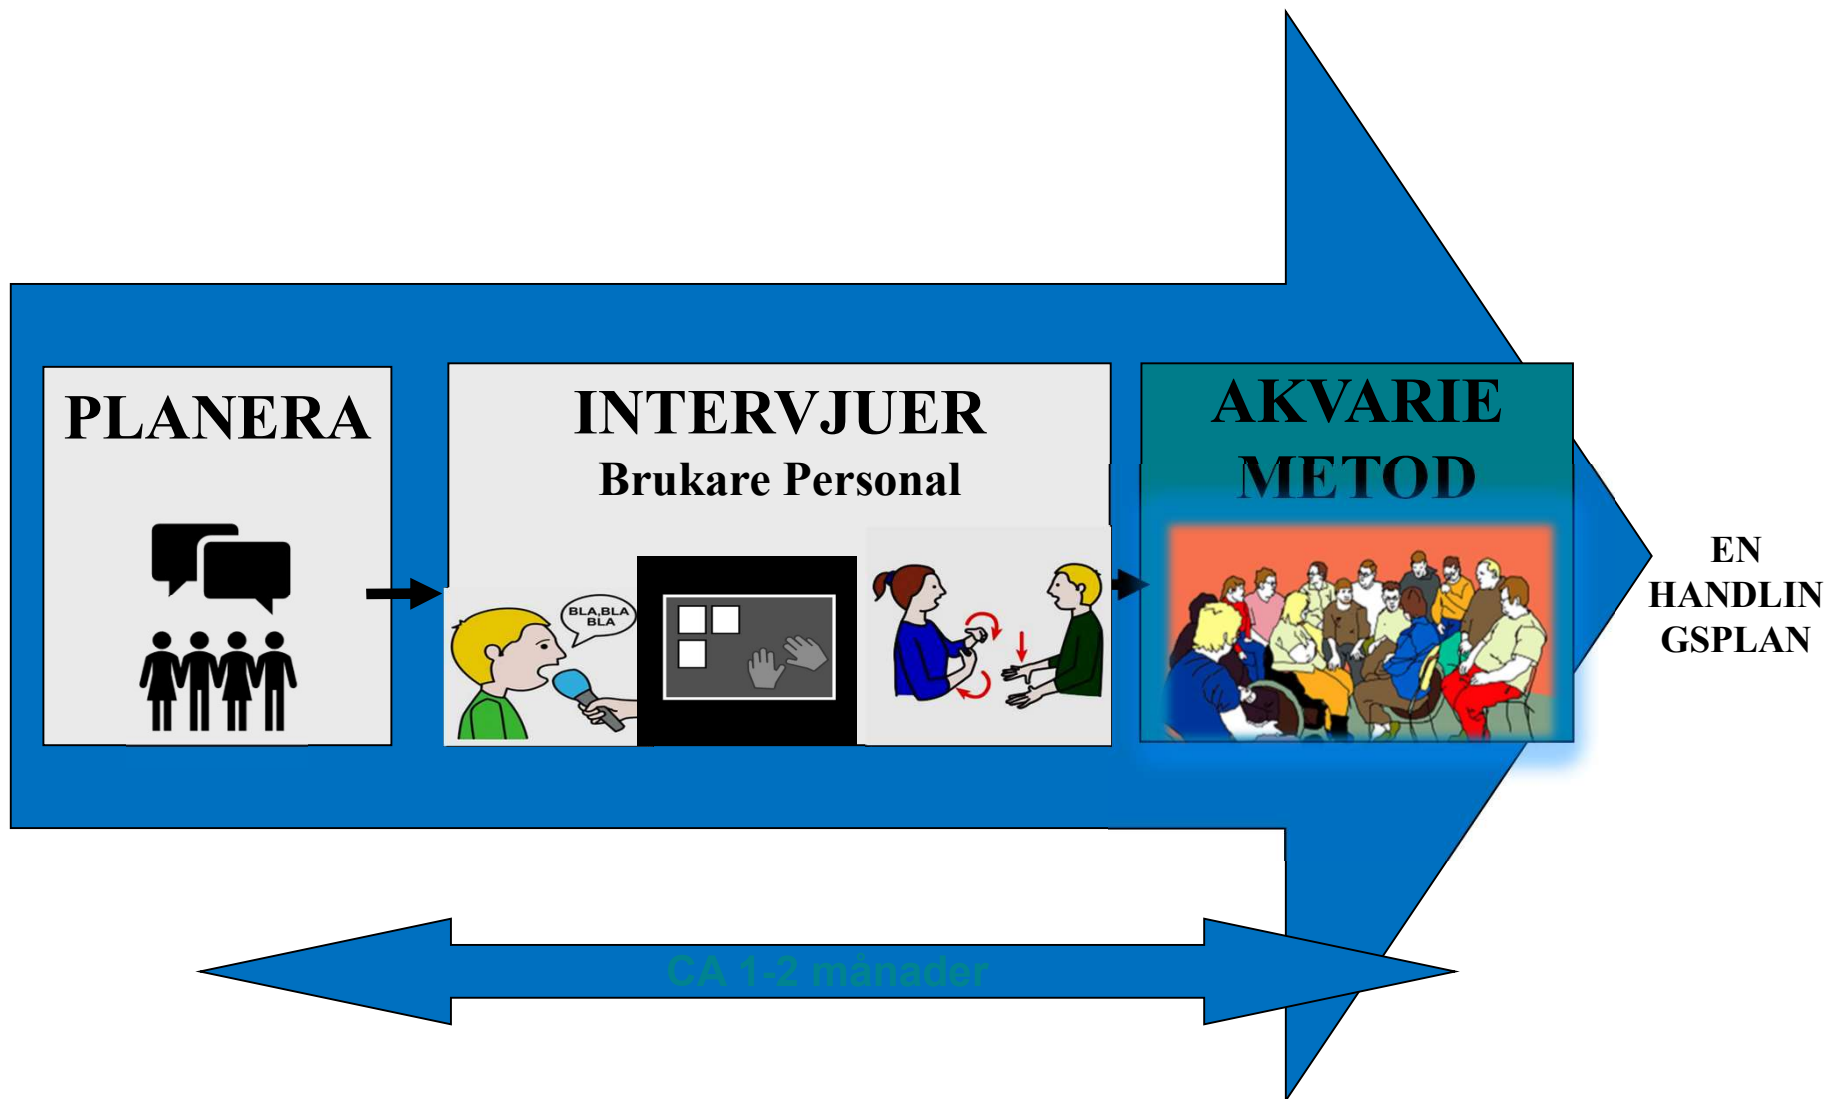 PLANERA
INTERVJUER
Brukare Personal
BLA,BLA
BLA
AKVARIE
METOD
EN
HANDLIN
GSPLAN
CA 1-2 månader